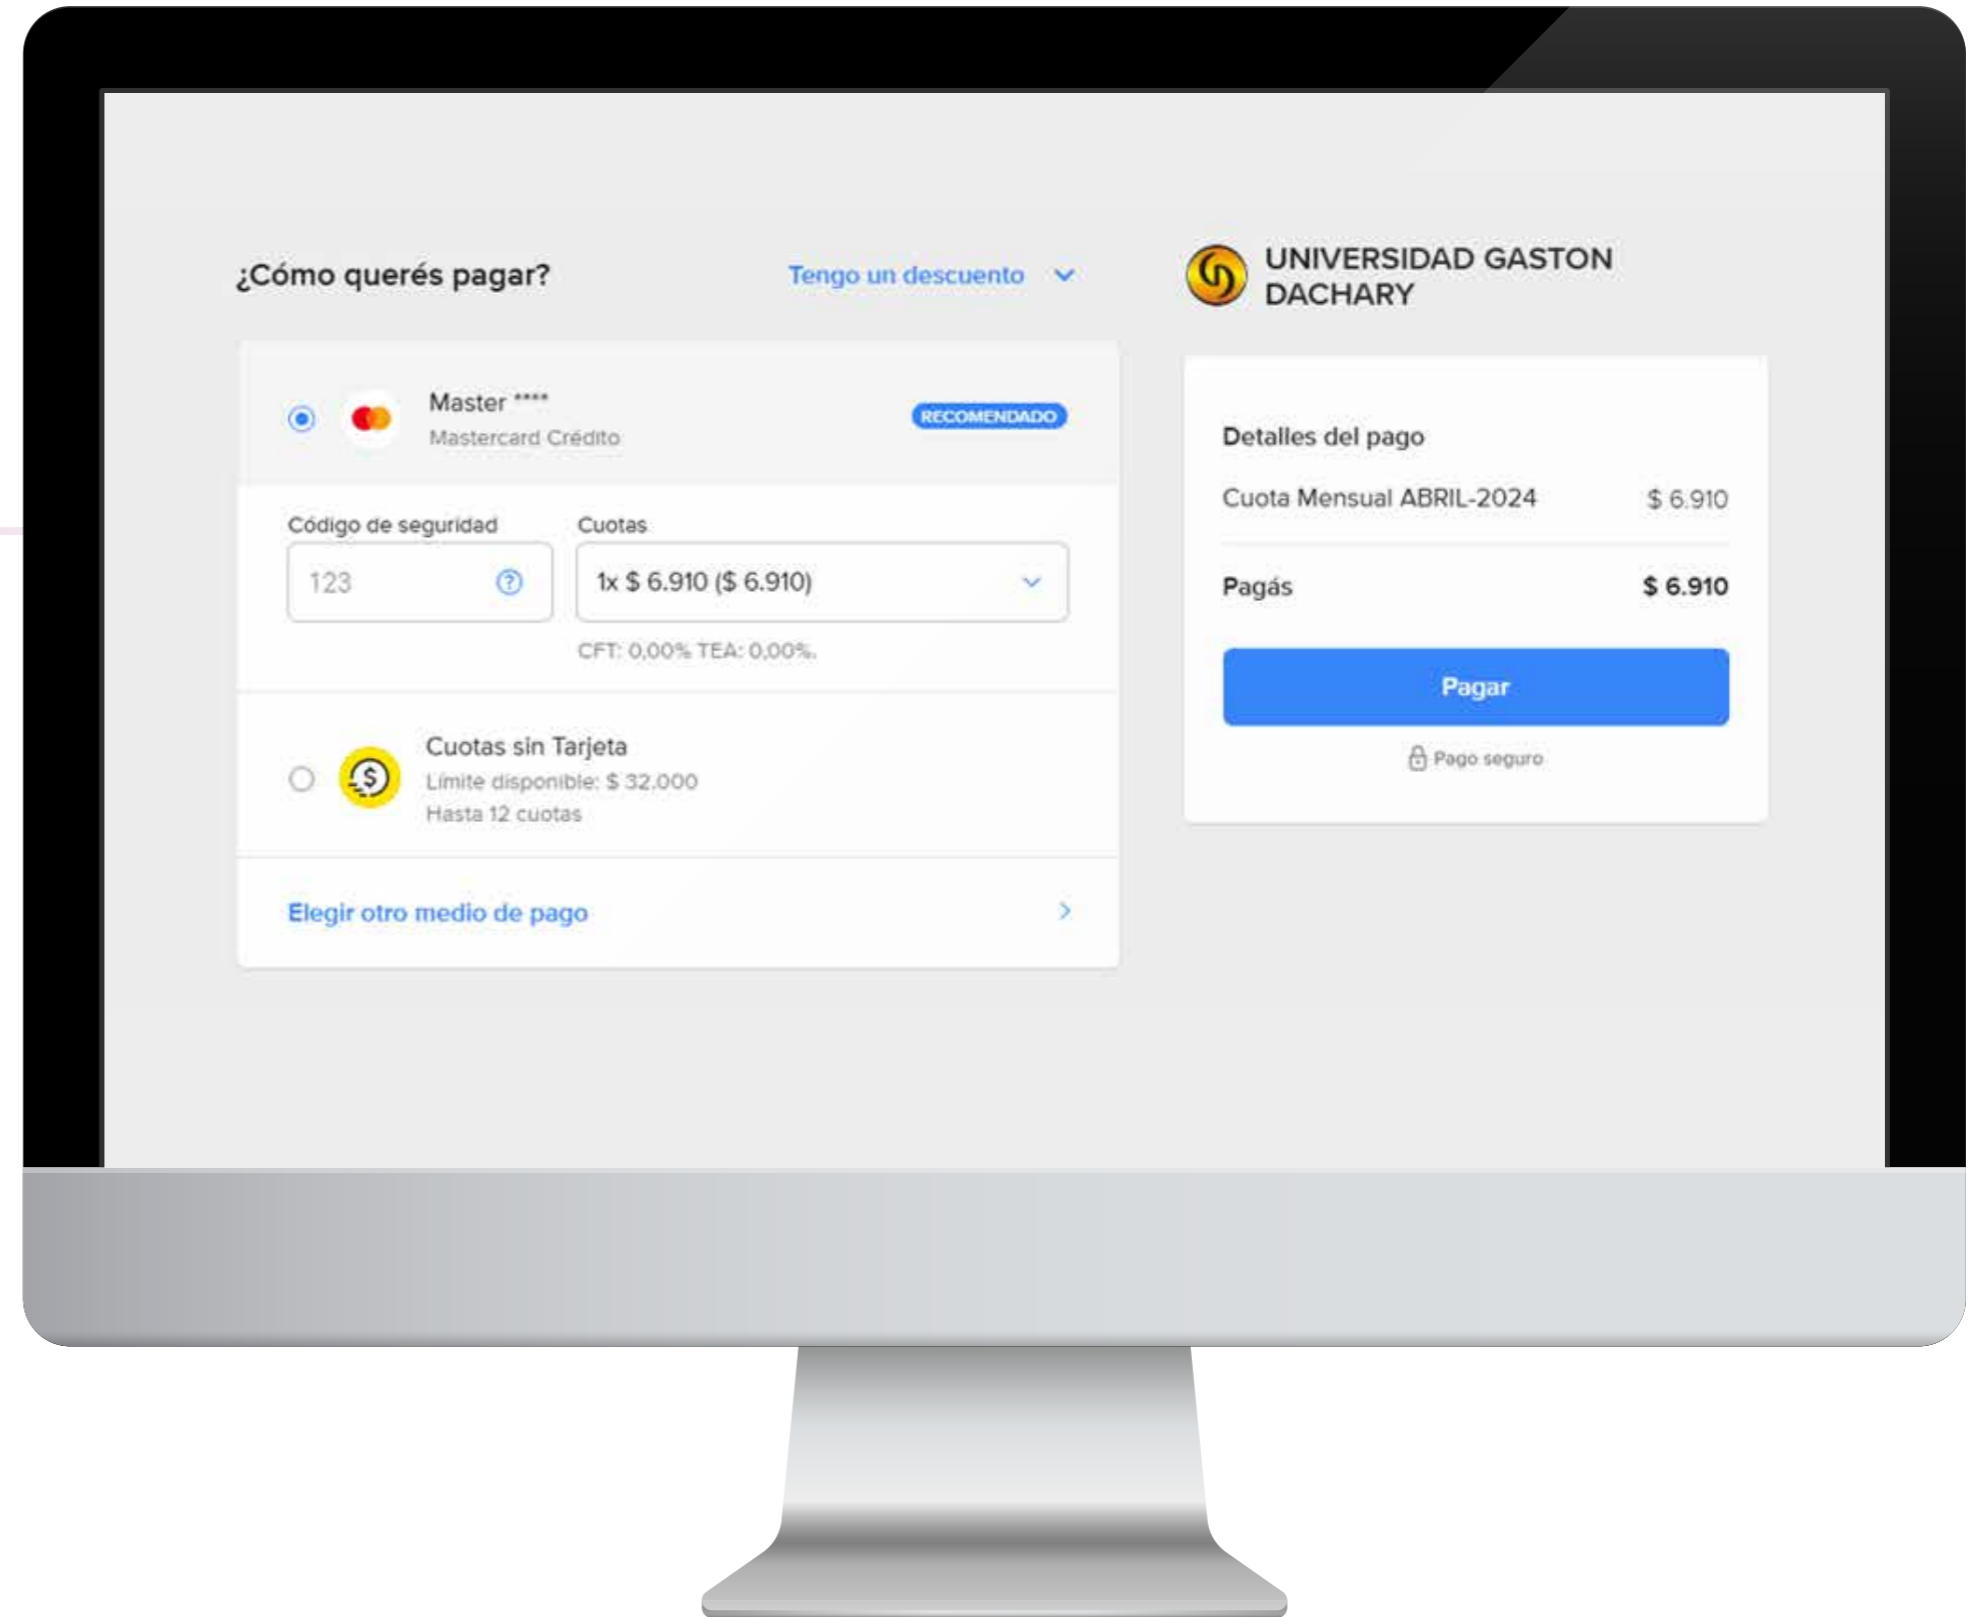 ¿Cómo querés pagar?
Tengo un descuento
Master ****
Mastercard Crédito
RECOMENDADO
Código de seguridad
Cuotas
123
1x $ 6.910 ($ 6.910)
CFT: 0,00% TEA: 0,00%.
Cuotas sin Tarjeta
Límite disponible: $ 32.000
Hasta 12 cuotas
Elegir otro medio de pago
UNIVERSIDAD GASTON
DACHARY
Detalles del pago
Cuota Mensual ABRIL-2024 $ 6.910
Pagás $ 6.910
Pagar
Pago seguro